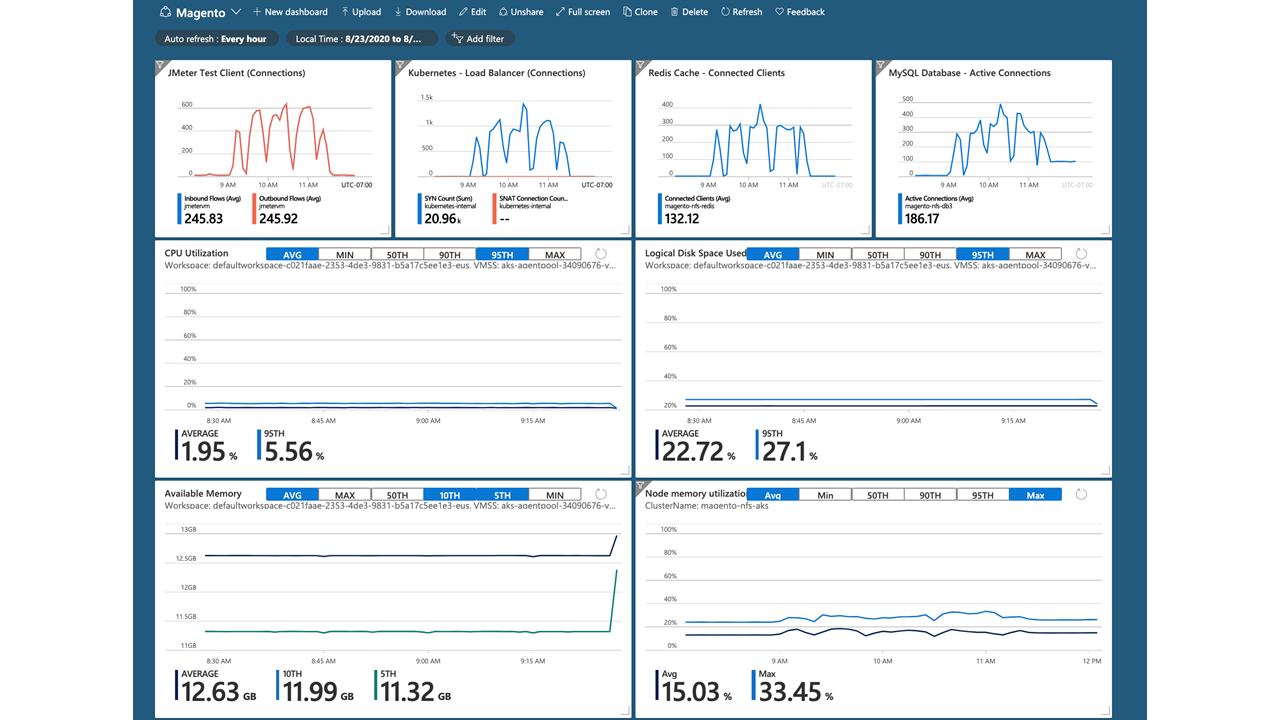 Magento New dashboard Upload Download Edit Unshare Full screen Clone Delete Refresh Feedback
Auto refresh : Every hour Local Time : 8/23/2020 to 8/... Add filter
JMeter Test Client (Connections)
600
400
200
0
9 AM 10 AM 11 AM UTC-07:00
Inbound Flows (Avg) Outbound Flows (Avg)
jmetervm jmetervm
245.83 245.92
Kubernetes - Load Balancer (Connections)
1.5k
1k
500
0
9 AM 10 AM 11 AM UTC-07:00
SYN Count (Sum) SNAT Connection Coun...
kubernetes-internal kubernetes-internal
20.96k --
Redis Cache - Connected Clients
400
300
200
100
0
9 AM 10 AM 11 AM UTC-07:00
Connected Clients (Avg)
magento-nfs-redis
132.12
MySQL Database - Active Connections
500
400
300
200
100
9 AM 10 AM 11 AM UTC-07:00
Active Connections (Avg)
magento-nfs-db3
186.17
CPU Utilization AVG MIN 50TH 90TH 95TH MAX
Workspace: defaultworkspace-c021faae-2353-4de3-9831-b5a17c5ee1e3-eus. VMSS: aks-agentpool-34090676-v...
100%
80%
60%
40%
20%
0%
8:30 AM 8:45 AM 9:00 AM 9:15 AM
AVERAGE 95TH
1.95 % 5.56 %
Logical Disk Space Used AVG MIN 50TH 90TH 95TH MAX
Workspace: defaultworkspace-c021faae-2353-4de3-9831-b5a17c5ee1e3-eus. VMSS: aks-agentpool-34090676-v...
100%
80%
60%
40%
20%
8:30 AM 8:45 AM 9:00 AM 9:15 AM
AVERAGE 95TH
22.72 % 27.1 %
Available Memory AVG MAX 50TH 10TH 5TH MIN
Workspace: defaultworkspace-c021faae-2353-4de3-9831-b5a17c5ee1e3-eus. VMSS: aks-agentpool-34090676-v...
13GB
12.5GB
12GB
11.5GB
11GB
8:30 AM 8:45 AM 9:00 AM 9:15 AM
AVERAGE 10TH 5TH
12.63 GB 11.99 GB 11.32 GB
Node memory utilizatio Avg Min 50TH 90TH 95TH Max
ClusterName: magento-nfs-aks
100%
80%
60%
40%
20%
0%
9 AM 10 AM 11 AM 12 PM
Avg Max
15.03 % 33.45 %